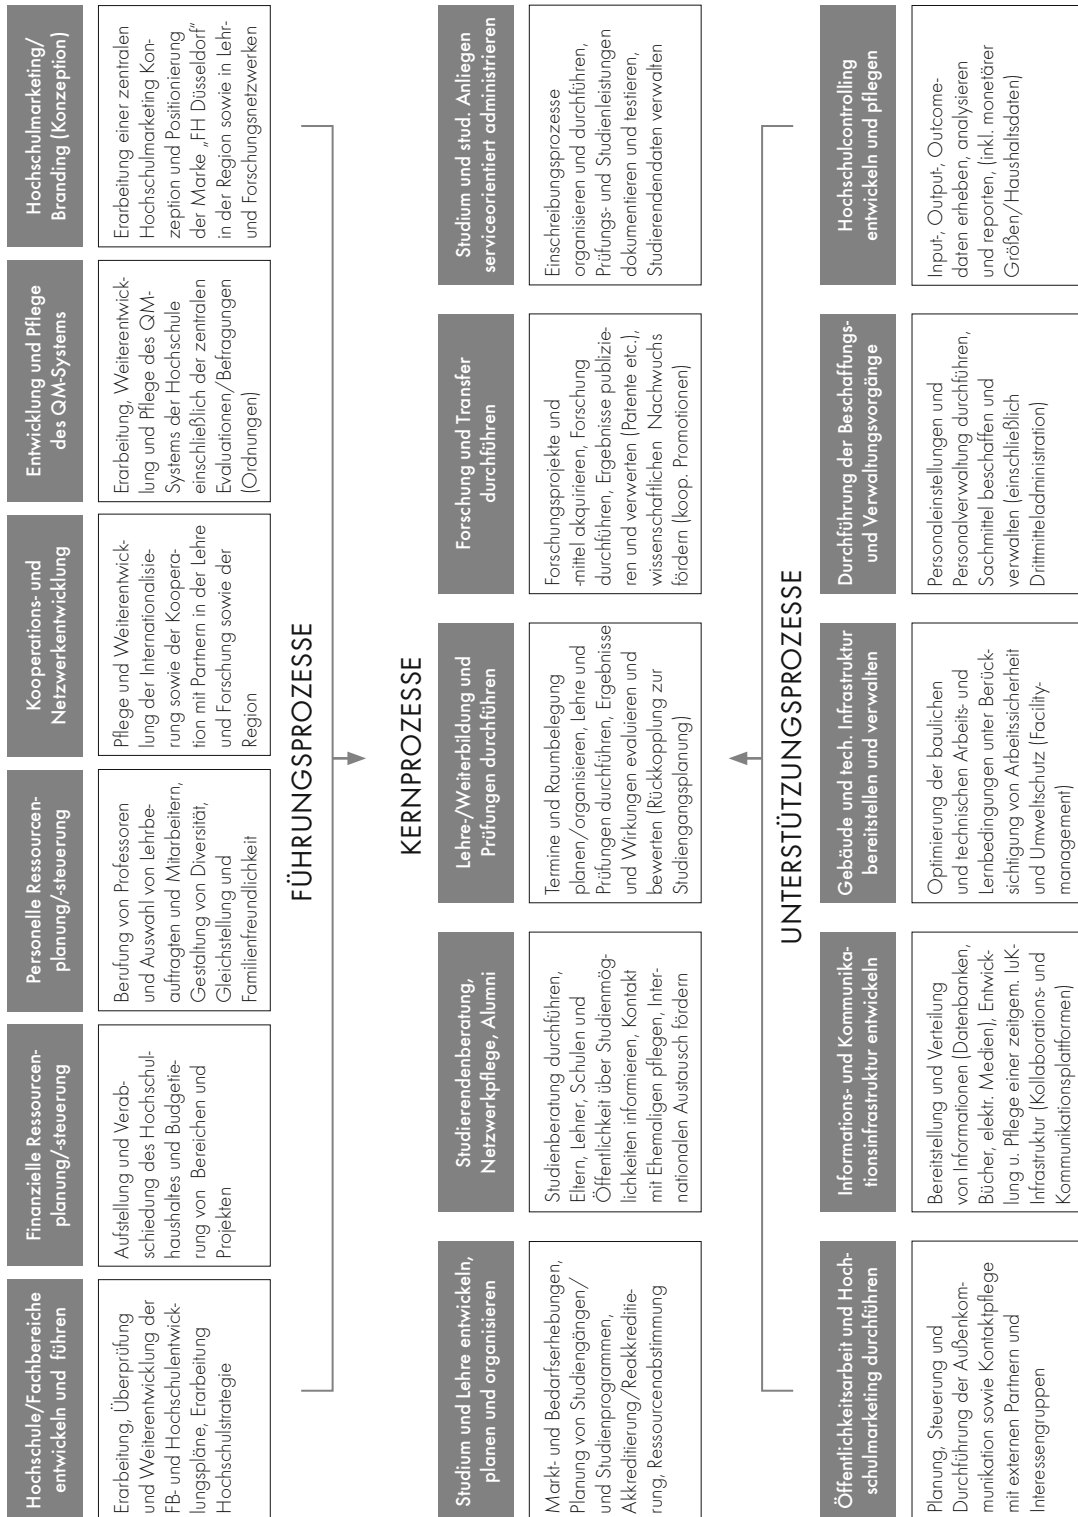 Hochschule/Fachbereiche
entwickeln und führen
Erarbeitung, Überprüfung
und Weiterentwicklung der
FB- und Hochschulentwick-
lungspläne, Erarbeitung
Hochschulstrategie
Finanzielle Ressourcen-
planung/-steuerung
Aufstellung und Verab-
schiedung des Hochschul-
haushaltes und Budgetie-
rung von Bereichen und
Projekten
Personelle Ressourcen-
planung/-steuerung
Berufung von Professoren
und Auswahl von Lehrbe-
auftragten und Mitarbeitern,
Gestaltung von Diversität,
Gleichstellung und
Familienfreundlichkeit
Kooperations- und
Netzwerkentwicklung
Pflege und Weiterentwick-
lung der Internationalisie-
rung sowie der Koopera-
tion mit Partnern in der Lehre
und Forschung sowie der
Region
Entwicklung und Pflege
des QM-Systems
Erarbeitung, Weiterentwick-
lung und Pflege des QM-
Systems der Hochschule
einschließlich der zentralen
Evaluationen/Befragungen
(Ordnungen)
Hochschulmarketing/
Branding (Konzeption)
Erarbeitung einer zentralen
Hochschulmarketing Kon-
zeption und Positionierung
der Marke „FH Düsseldorf“
in der Region sowie in Lehr-
und Forschungsnetzwerken
FÜHRUNGSPROZESSE
KERNPROZESSE
Studium und Lehre entwickeln,
planen und organisieren
Markt- und Bedarfserhebungen,
Planung von Studiengängen/
und Studienprogrammen,
Akkreditierung/Reakkreditie-
rung, Ressourcenabstimmung
Studierendenberatung,
Netzwerkpflege, Alumni
Studienberatung durchführen,
Eltern, Lehrer, Schulen und
Öffentlichkeit über Studienmög-
lichkeiten informieren, Kontakt
mit Ehemaligen pflegen, Inter-
nationalen Austausch fördern
Lehre-/Weiterbildung und
Prüfungen durchführen
Termine und Raumbelegung
planen/organisieren, Lehre und
Prüfungen durchführen, Ergebnisse
und Wirkungen evaluieren und
bewerten (Rückkopplung zur
Studiengangsplanung)
Forschung und Transfer
durchführen
Forschungsprojekte und
-mittel akquirieren, Forschung
durchführen, Ergebnisse publizie-
ren und verwerten (Patente etc.),
wissenschaftlichen Nachwuchs
fördern (koop. Promotionen)
Studium und stud. Anliegen
serviceorientiert administrieren
Einschreibungsprozesse
organisieren und durchführen,
Prüfungs- und Studienleistungen
dokumentieren und testieren,
Studierendendaten verwalten
UNTERSTÜTZUNGSPROZESSE
Öffentlichkeitsarbeit und Hoch-
schulmarketing durchführen
Planung, Steuerung und
Durchführung der Außenkom-
munikation sowie Kontaktpflege
mit externen Partnern und
Interessengruppen
Informations- und Kommunika-
tionsinfrastruktur entwickeln
Bereitstellung und Verteilung
von Informationen (Datenbanken,
Bücher, elektr. Medien), Entwick-
lung u. Pflege einer zeitgem. IuK-
Infrastruktur (Kollaborations- und
Kommunikationsplattformen)
Gebäude und tech. Infrastruktur
bereitstellen und verwalten
Optimierung der baulichen
und technischen Arbeits- und
Lernbedingungen unter Berück-
sichtigung von Arbeitssicherheit
und Umweltschutz (Facility-
management)
Durchführung der Beschaffungs-
und Verwaltungsvorgänge
Personaleinstellungen und
Personalverwaltung durchführen,
Sachmittel beschaffen und
verwalten (einschließlich
Drittmitteladministration)
Hochschulcontrolling
entwickeln und pflegen
Input-, Output-, Outcome-
daten erheben, analysieren
und reporten, (inkl. monetärer
Größen/Haushaltsdaten)